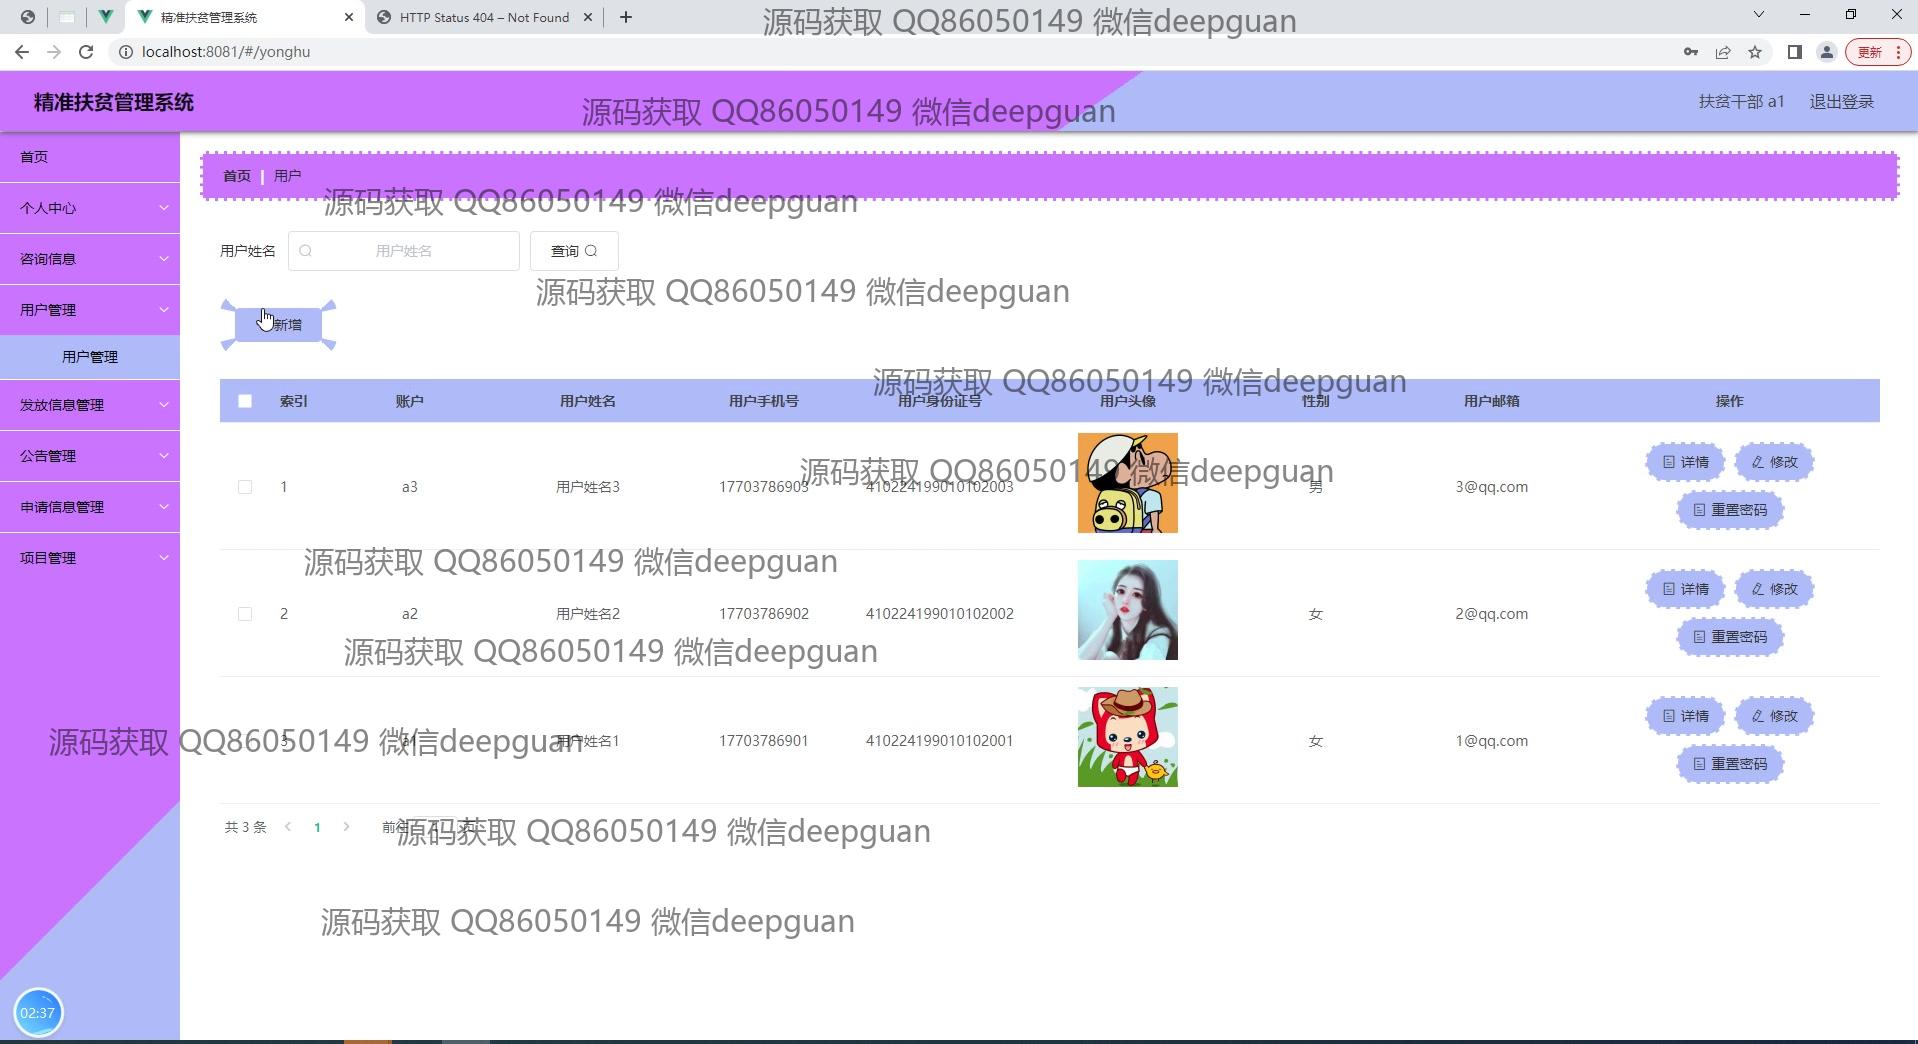 精准扶贫管理系统
HTTP Status 404 – Not Found
源码获取 QQ86050149 微信deepguan
localhost:8081/#/yonghu
更新
精准扶贫管理系统
源码获取 QQ86050149 微信deepguan
扶贫干部 a1 退出登录
首页
个人中心
咨询信息
用户管理
用户管理
发放信息管理
公告管理
申请信息管理
项目管理
首页 | 用户
源码获取 QQ86050149 微信deepguan
用户姓名 用户姓名 查询
源码获取 QQ86050149 微信deepguan
新增
源码获取 QQ86050149 微信deepguan
索引 账户 用户姓名 用户手机号 用户身份证号 用户头像 性别 用户邮箱 操作
源码获取 QQ86050149 微信deepguan
1 a3 用户姓名3 17703786903 410224199010102003 男 3@qq.com 详情 修改
重置密码
源码获取 QQ86050149 微信deepguan
2 a2 用户姓名2 17703786902 410224199010102002 女 2@qq.com 详情 修改
重置密码
源码获取 QQ86050149 微信deepguan
3 a1 用户姓名1 17703786901 410224199010102001 女 1@qq.com 详情 修改
重置密码
源码获取 QQ86050149 微信deepguan
共 3 条 1 前往 1 页
源码获取 QQ86050149 微信deepguan
源码获取 QQ86050149 微信deepguan
02:37